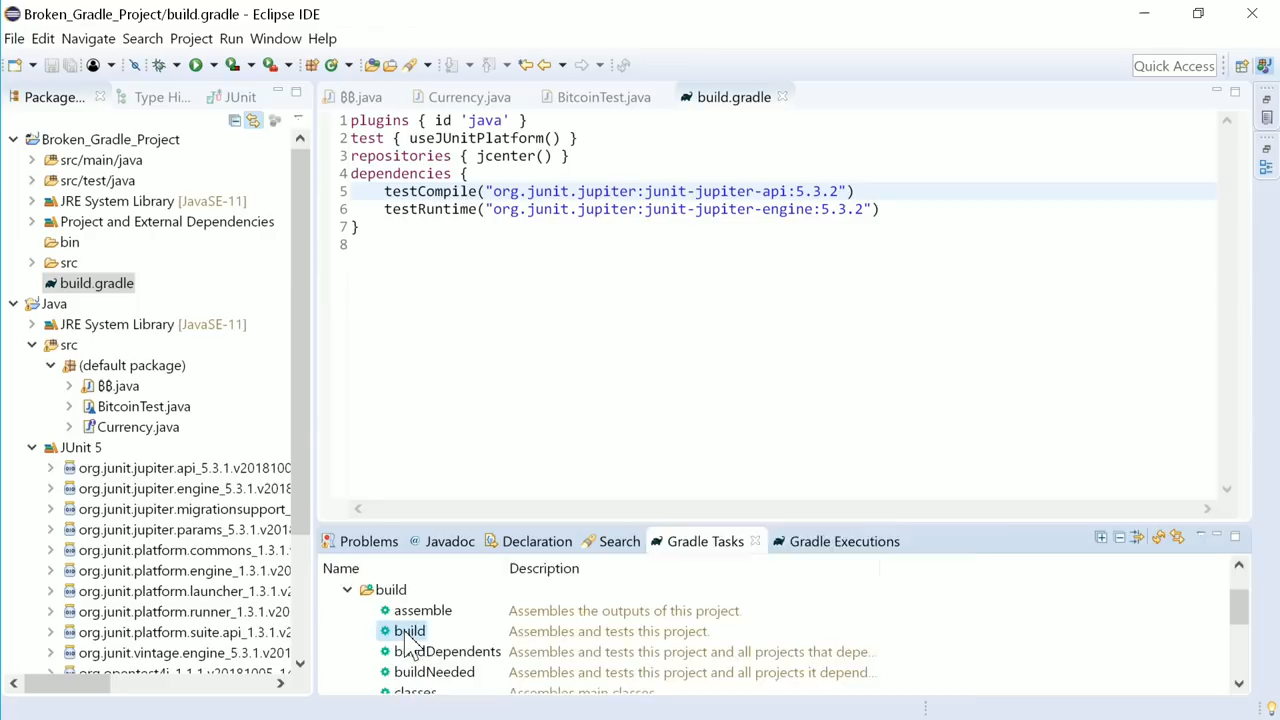 Broken_Gradle_Project/build.gradle - Eclipse IDE
File Edit Navigate Search Project Run Window Help
Quick Access
Package...
Type Hi...
JUnit
฿฿.java
Currency.java
BitcoinTest.java
build.gradle
Broken_Gradle_Project
src/main/java
src/test/java
JRE System Library [JavaSE-11]
Project and External Dependencies
bin
src
build.gradle
Java
JRE System Library [JavaSE-11]
src
(default package)
฿฿.java
BitcoinTest.java
Currency.java
JUnit 5
org.junit.jupiter.api_5.3.1.v2018100
org.junit.jupiter.engine_5.3.1.v2018
org.junit.jupiter.migrationsupport_
org.junit.jupiter.params_5.3.1.v2018
org.junit.platform.commons_1.3.1.
org.junit.platform.engine_1.3.1.v20
org.junit.platform.launcher_1.3.1.v
org.junit.platform.runner_1.3.1.v20
org.junit.platform.suite.api_1.3.1.v2
org.junit.vintage.engine_5.3.1.v201
1 plugins { id 'java' }
2 test { useJUnitPlatform() }
3 repositories { jcenter() }
4 dependencies {
5 testCompile("org.junit.jupiter:junit-jupiter-api:5.3.2")
6 testRuntime("org.junit.jupiter:junit-jupiter-engine:5.3.2")
7 }
8
Problems
@ Javadoc
Declaration
Search
Gradle Tasks
Gradle Executions
Name Description
build
assemble Assembles the outputs of this project.
build Assembles and tests this project.
buildDependents Assembles and tests this project and all projects that depe...
buildNeeded Assembles and tests this project and all projects it depend...
classes Assembles main classes.